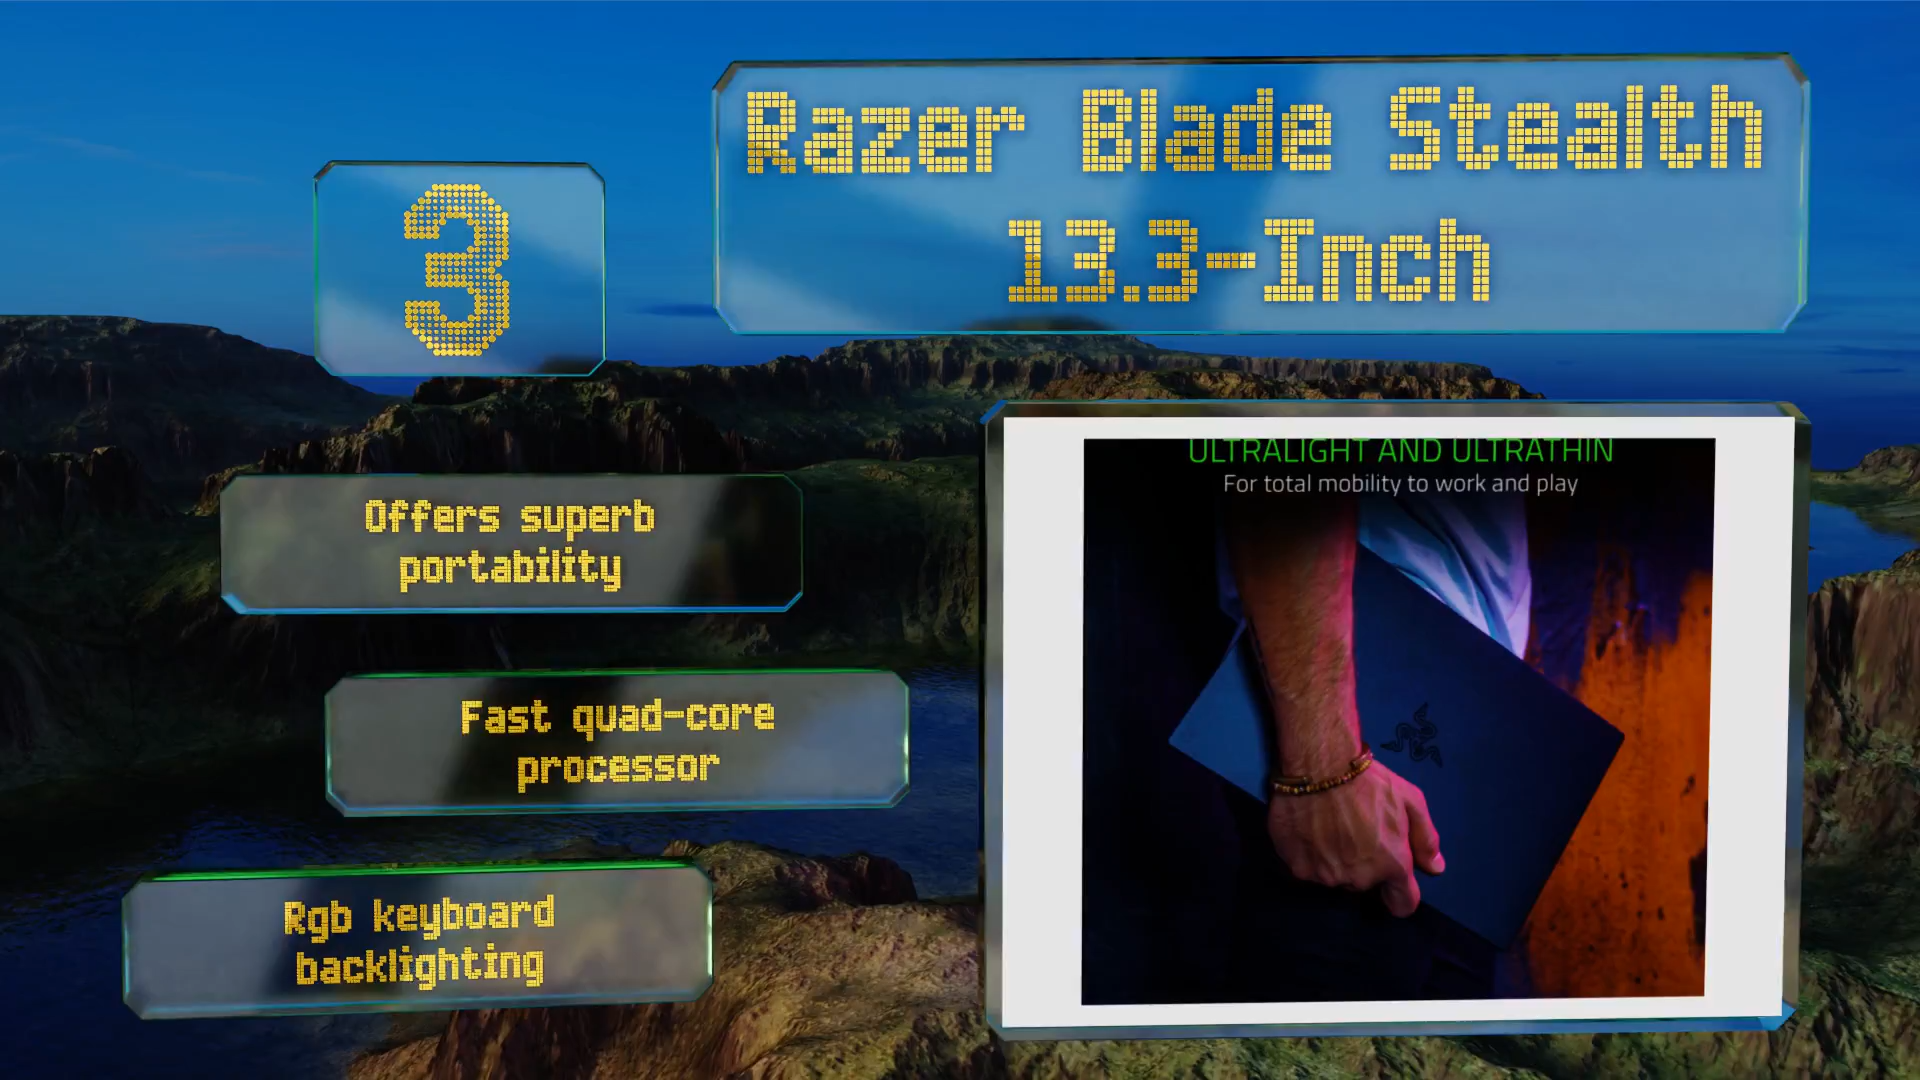 3
Razer Blade Stealth
13.3-Inch
Offers superb
portability
Fast quad-core
processor
Rgb keyboard
backlighting
ULTRALIGHT AND ULTRATHIN
For total mobility to work and play